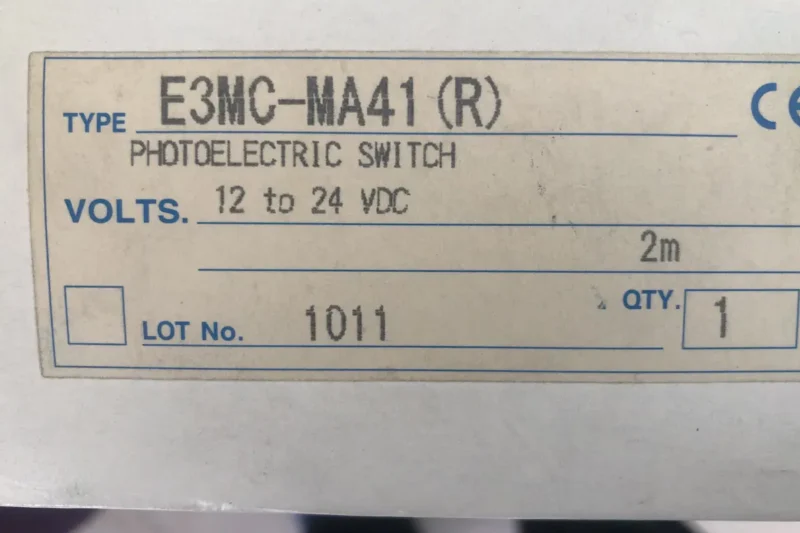 TYPE E3MC-MA41(R) CE
PHOTOELECTRIC SWITCH
VOLTS. 12 to 24 VDC
2m
LOT No. 1011 QTY. 1